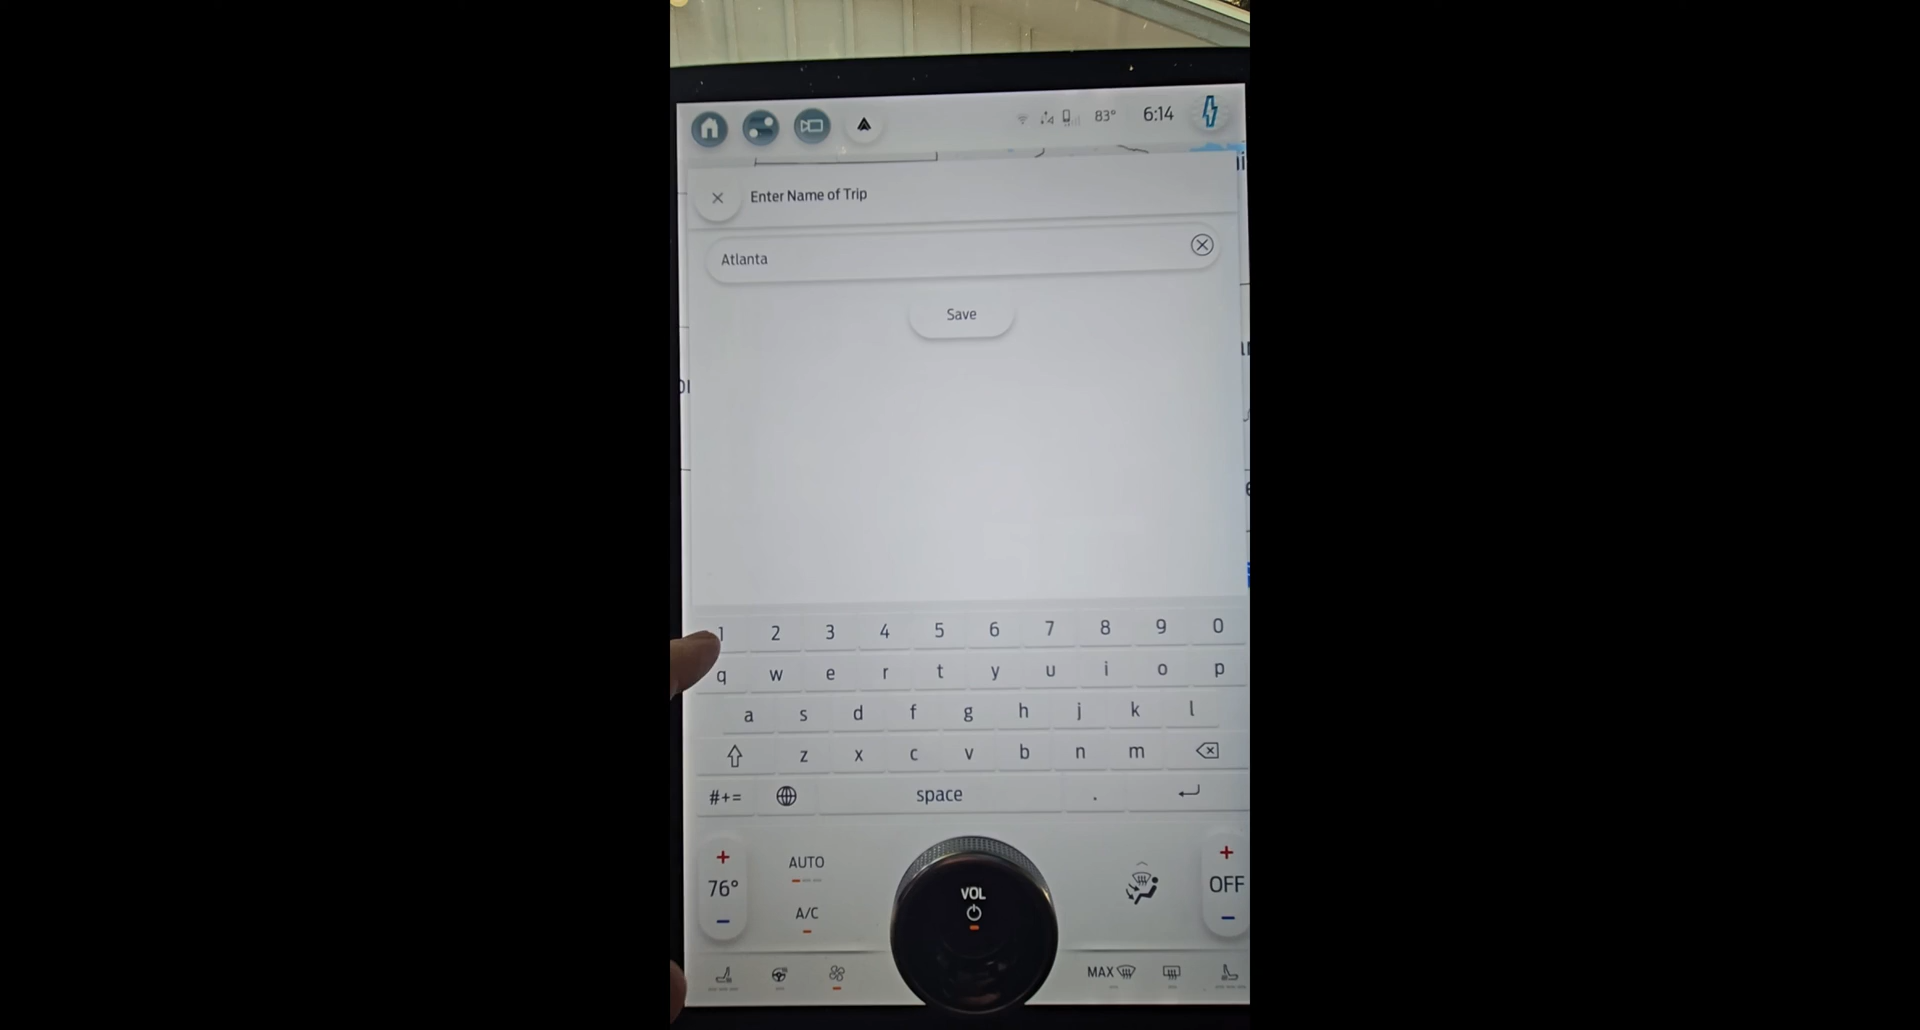 83° 6:14
Enter Name of Trip
Atlanta
Save
1 2 3 4 5 6 7 8 9 0
q w e r t y u i o p
a s d f g h j k l
z x c v b n m
#+= space . 
+ AUTO VOL +
76° OFF
- A/C -
MAX